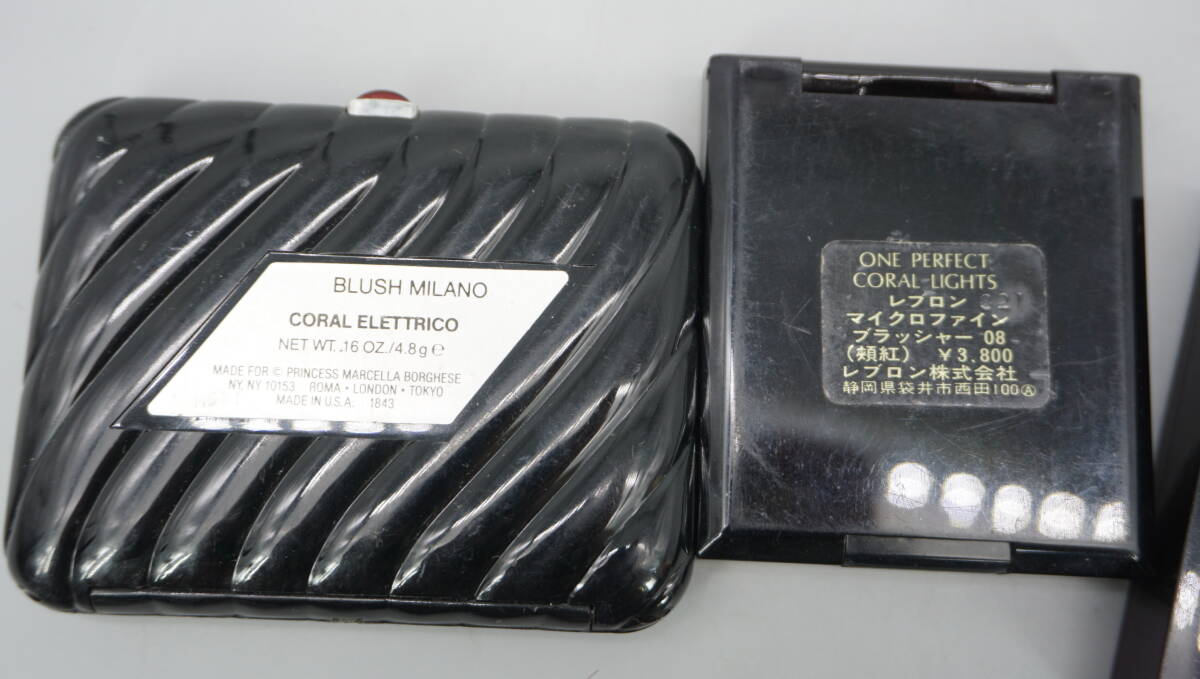 BLUSH MILANO
CORAL ELETTRICO
NET WT. .16 OZ./4.8g ℮
MADE FOR © PRINCESS MARCELLA BORGHESE
NY, NY 10153 ROMA • LONDON • TOKYO
MADE IN U.S.A. 1843
ONE PERFECT
CORAL LIGHTS
レブロン
マイクロファイン
ブラッシャー 08
(頬紅) ¥3.800
レブロン株式会社
静岡県袋井市西田100Ⓐ